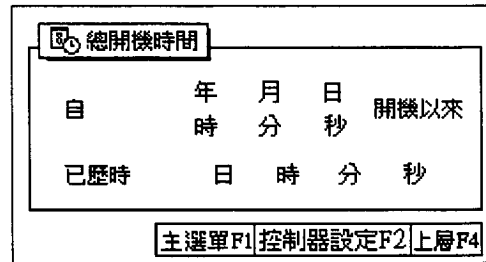 總開機時間
自 年 月 日
時 分 秒 開機以來
已歷時 日 時 分 秒
主選單F1 控制器設定F2 上層F4